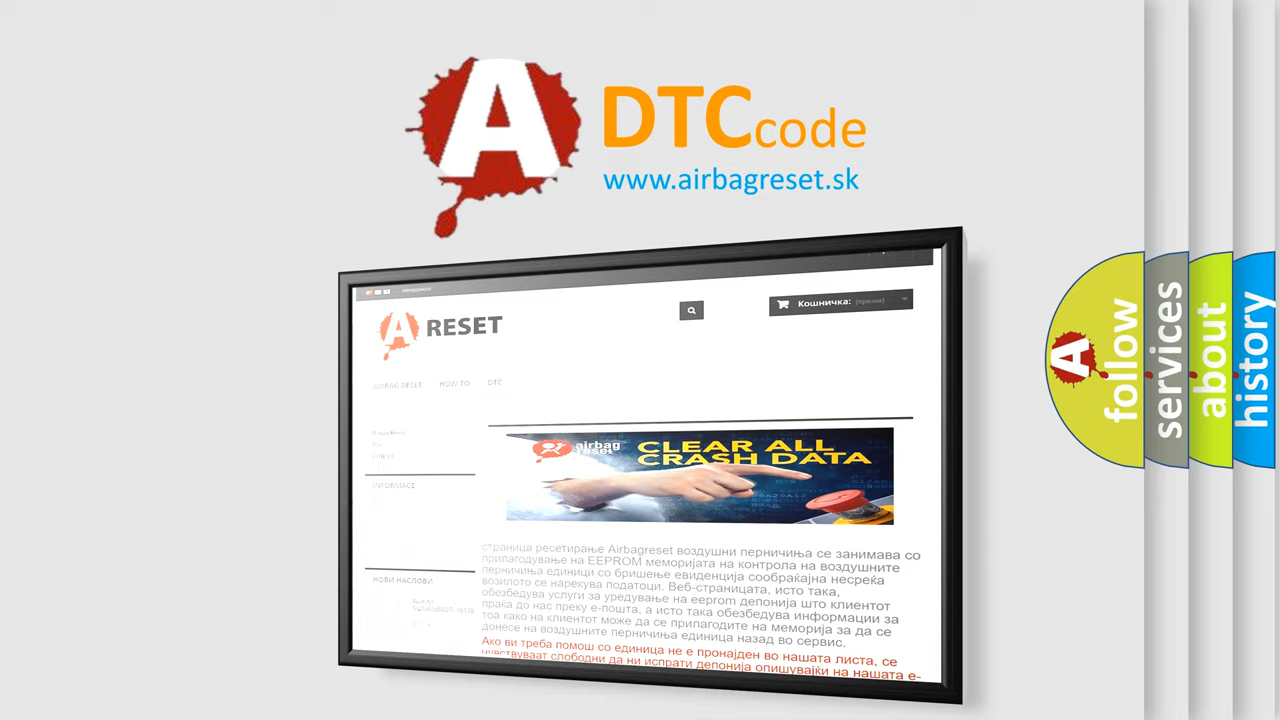 A DTCcode
www.airbagreset.sk
Кошничка: (празни)
A RESET
AIRBAG RESET HOW TO DTC
airbag
reset
CLEAR ALL
CRASH DATA
INFORMACE
страница ресетирање Airbagreset воздушни перничиња се занимава со
прилагодување на EEPROM меморијата на контрола на воздушните
перничиња единици со бришење евиденција сообраќајна несреќа
возилото се нарекува податоци. Веб-страницата, исто така,
обезбедува услуги за уредување на eeprom депонија што клиентот
праќа до нас преку е-пошта, а исто така обезбедува информации за
тоа како на клиентот може да се прилагодите на меморија за да се
донесе на воздушните перничиња единица назад во сервис.
Ако ви треба помош со единица не е пронајден во нашата листа, се
чувствуваат слободни да ни испрати депонија опишувајќи на нашата е-
НОВИ НАСЛОВИ
A
follow
services
about
history